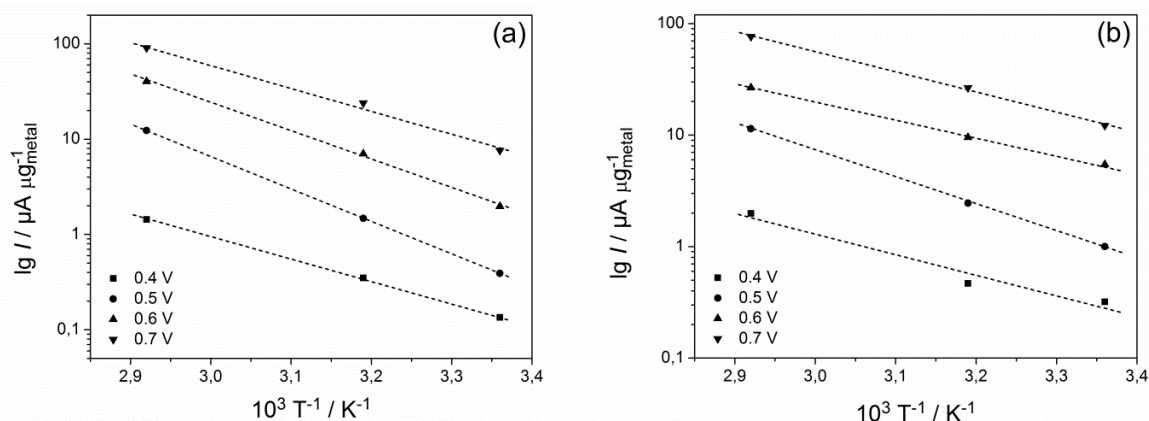 (a)
lg I / µA µg⁻¹metal
100
10
1
0,1
0.4 V
0.5 V
0.6 V
0.7 V
2,9 3,0 3,1 3,2 3,3 3,4
10³ T⁻¹ / K⁻¹
(b)
lg I / µA µg⁻¹metal
100
10
1
0,1
0.4 V
0.5 V
0.6 V
0.7 V
2,9 3,0 3,1 3,2 3,3 3,4
10³ T⁻¹ / K⁻¹